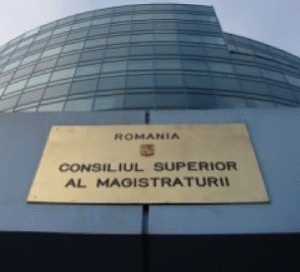 ROMANIA
CONSILIUL SUPERIOR
AL MAGISTRATURII